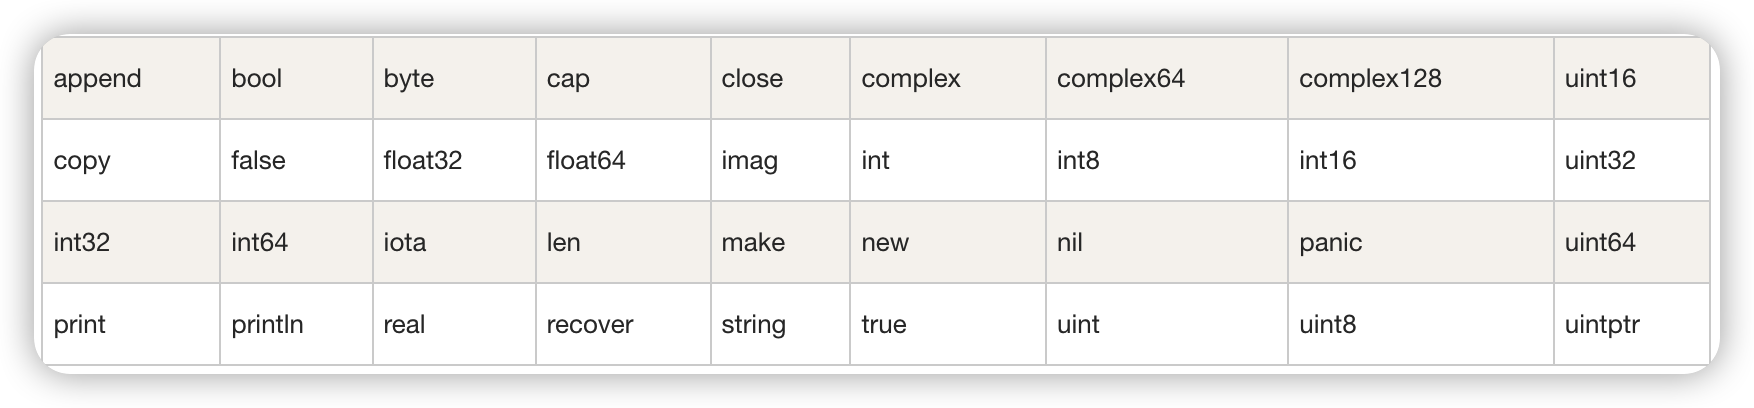 append bool byte cap close complex complex64 complex128 uint16
copy false float32 float64 imag int int8 int16 uint32
int32 int64 iota len make new nil panic uint64
print println real recover string true uint uint8 uintptr